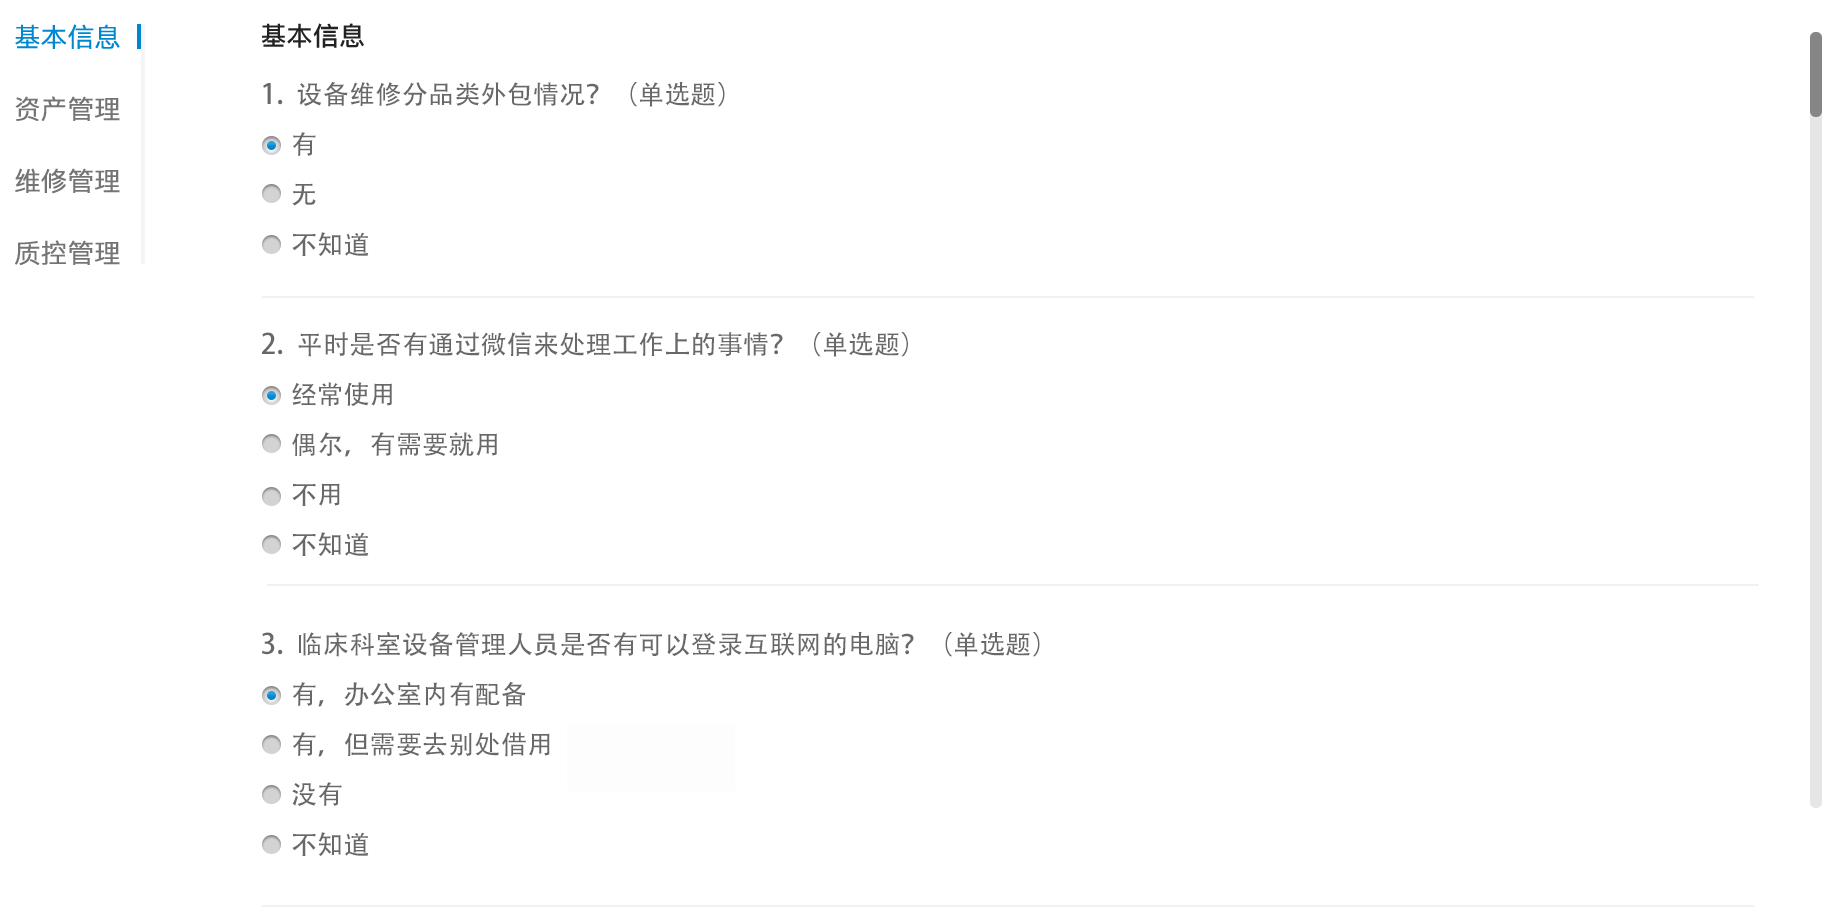 基本信息
资产管理
维修管理
质控管理
基本信息
1. 设备维修分品类外包情况？（单选题）
有
无
不知道
2. 平时是否有通过微信来处理工作上的事情？（单选题）
经常使用
偶尔，有需要就用
不用
不知道
3. 临床科室设备管理人员是否有可以登录互联网的电脑？（单选题）
有，办公室内有配备
有，但需要去别处借用
没有
不知道